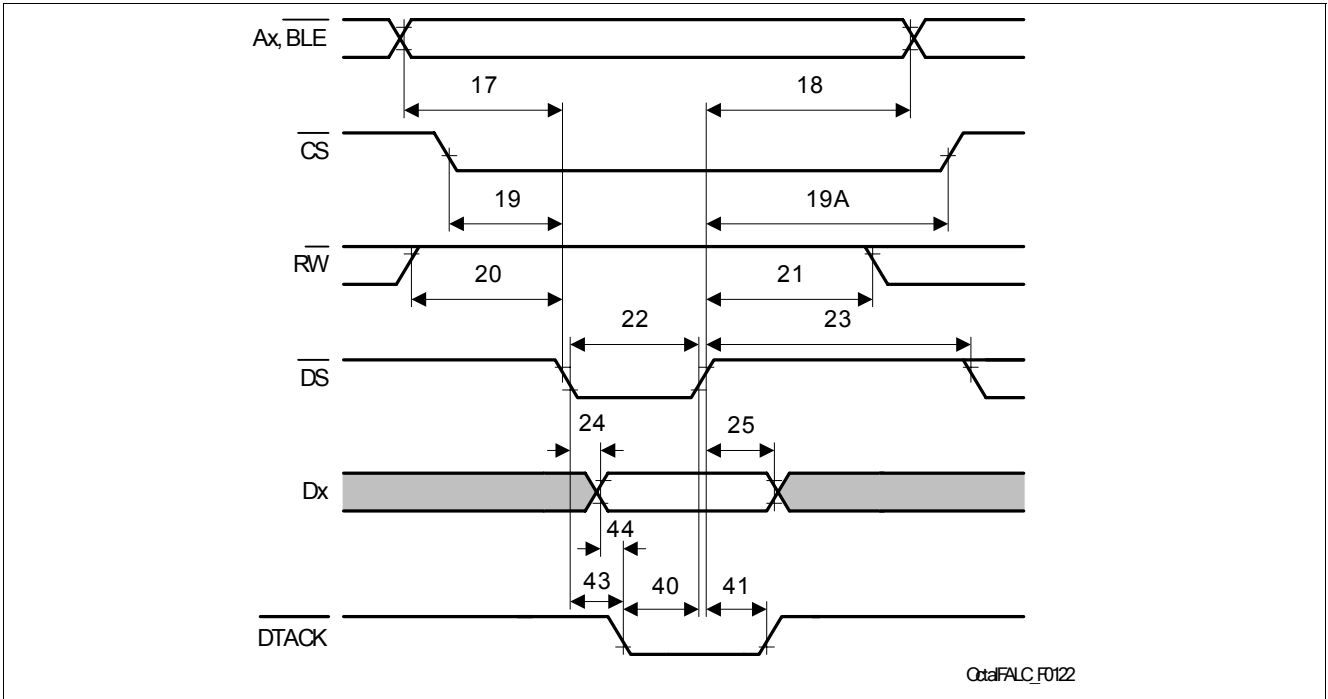 Ax, BLE
17
18
CS
19
19A
RW
20
21
22
23
DS
24
25
Dx
44
43
40
41
DTACK
OctalFALC_F0122